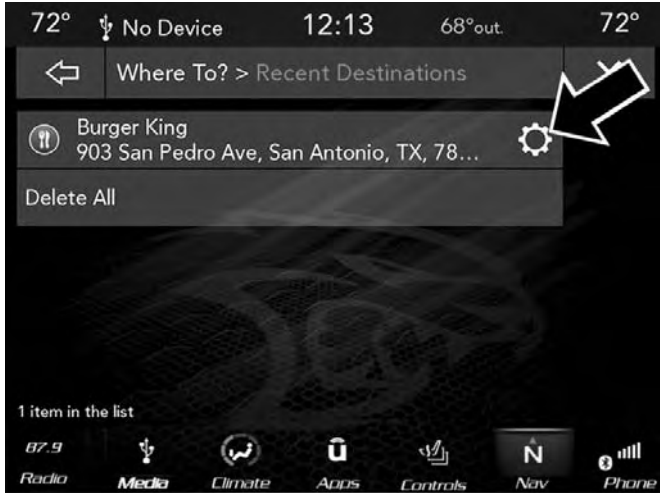 72° No Device 12:13 68°out. 72°
Where To? > Recent Destinations
Burger King
903 San Pedro Ave, San Antonio, TX, 78...
Delete All
1 item in the list
87.9 û N
Radio Media Climate Apps Controls Nav Phone